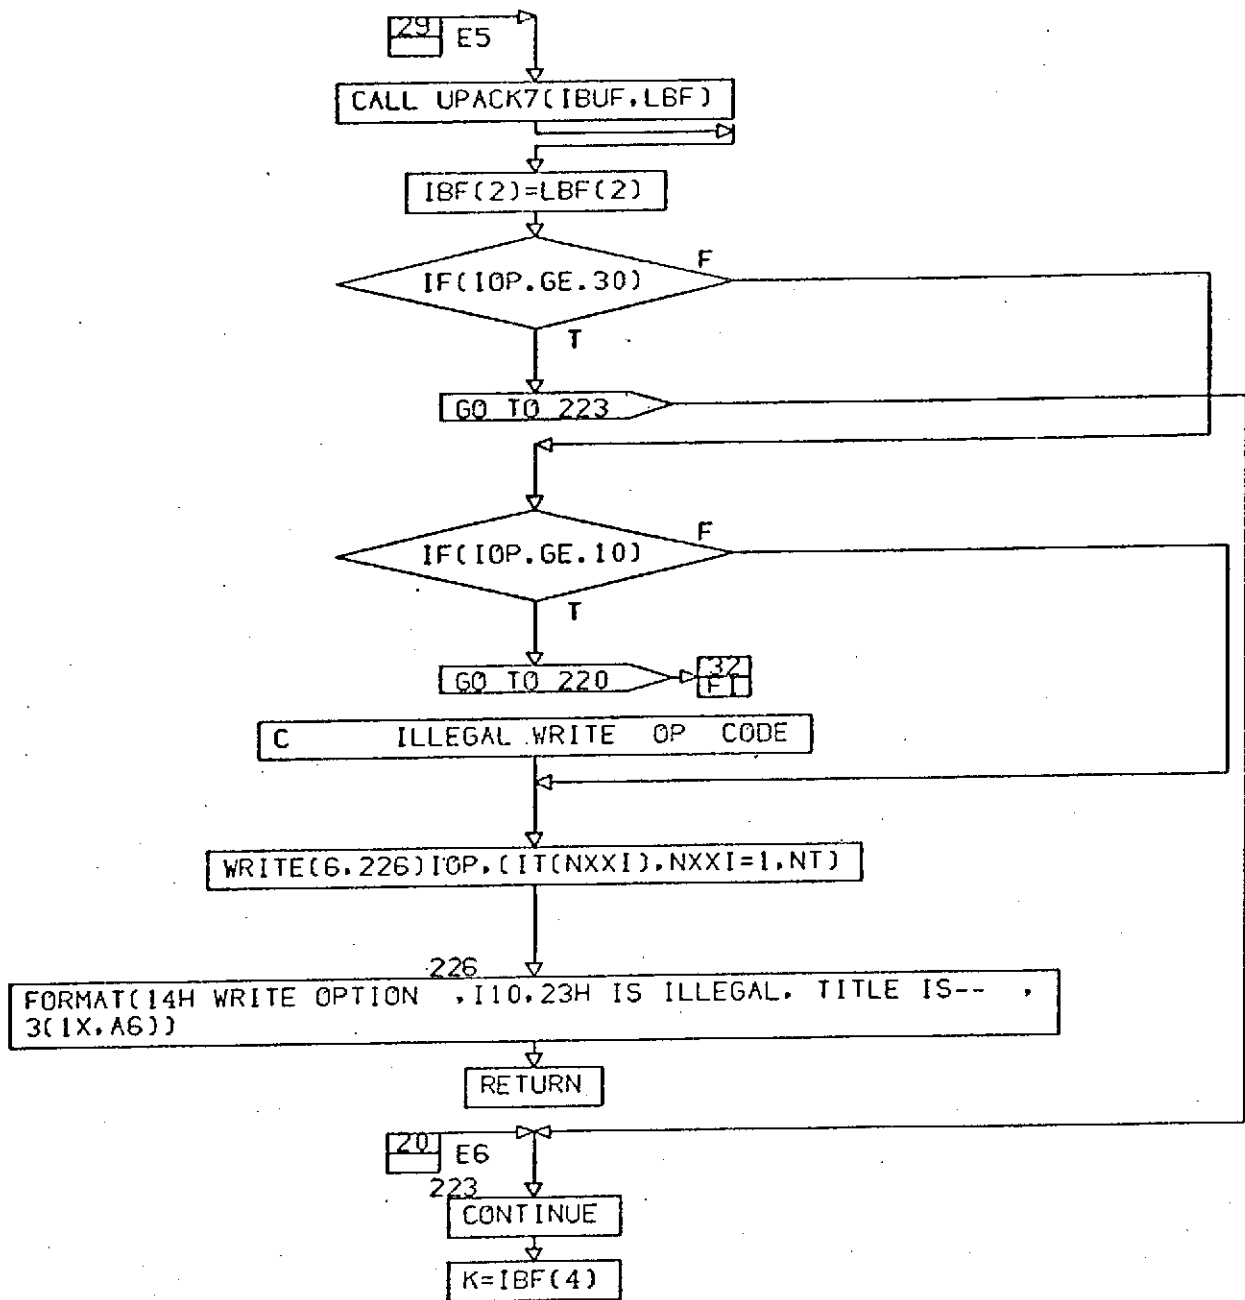 29
E5
CALL UPACK7(IBUF,LBF)
IBF(2)=LBF(2)
IF(IOP.GE.30)
F
T
GO TO 223
IF(IOP.GE.10)
F
T
GO TO 220
32
C ILLEGAL WRITE OP CODE
WRITE(6,226)IOP,(IT(NXXI),NXXI=1,NT)
226
FORMAT(14H WRITE OPTION ,I10,23H IS ILLEGAL. TITLE IS-- ,
3(1X,A6))
RETURN
20
E6
223
CONTINUE
K=IBF(4)